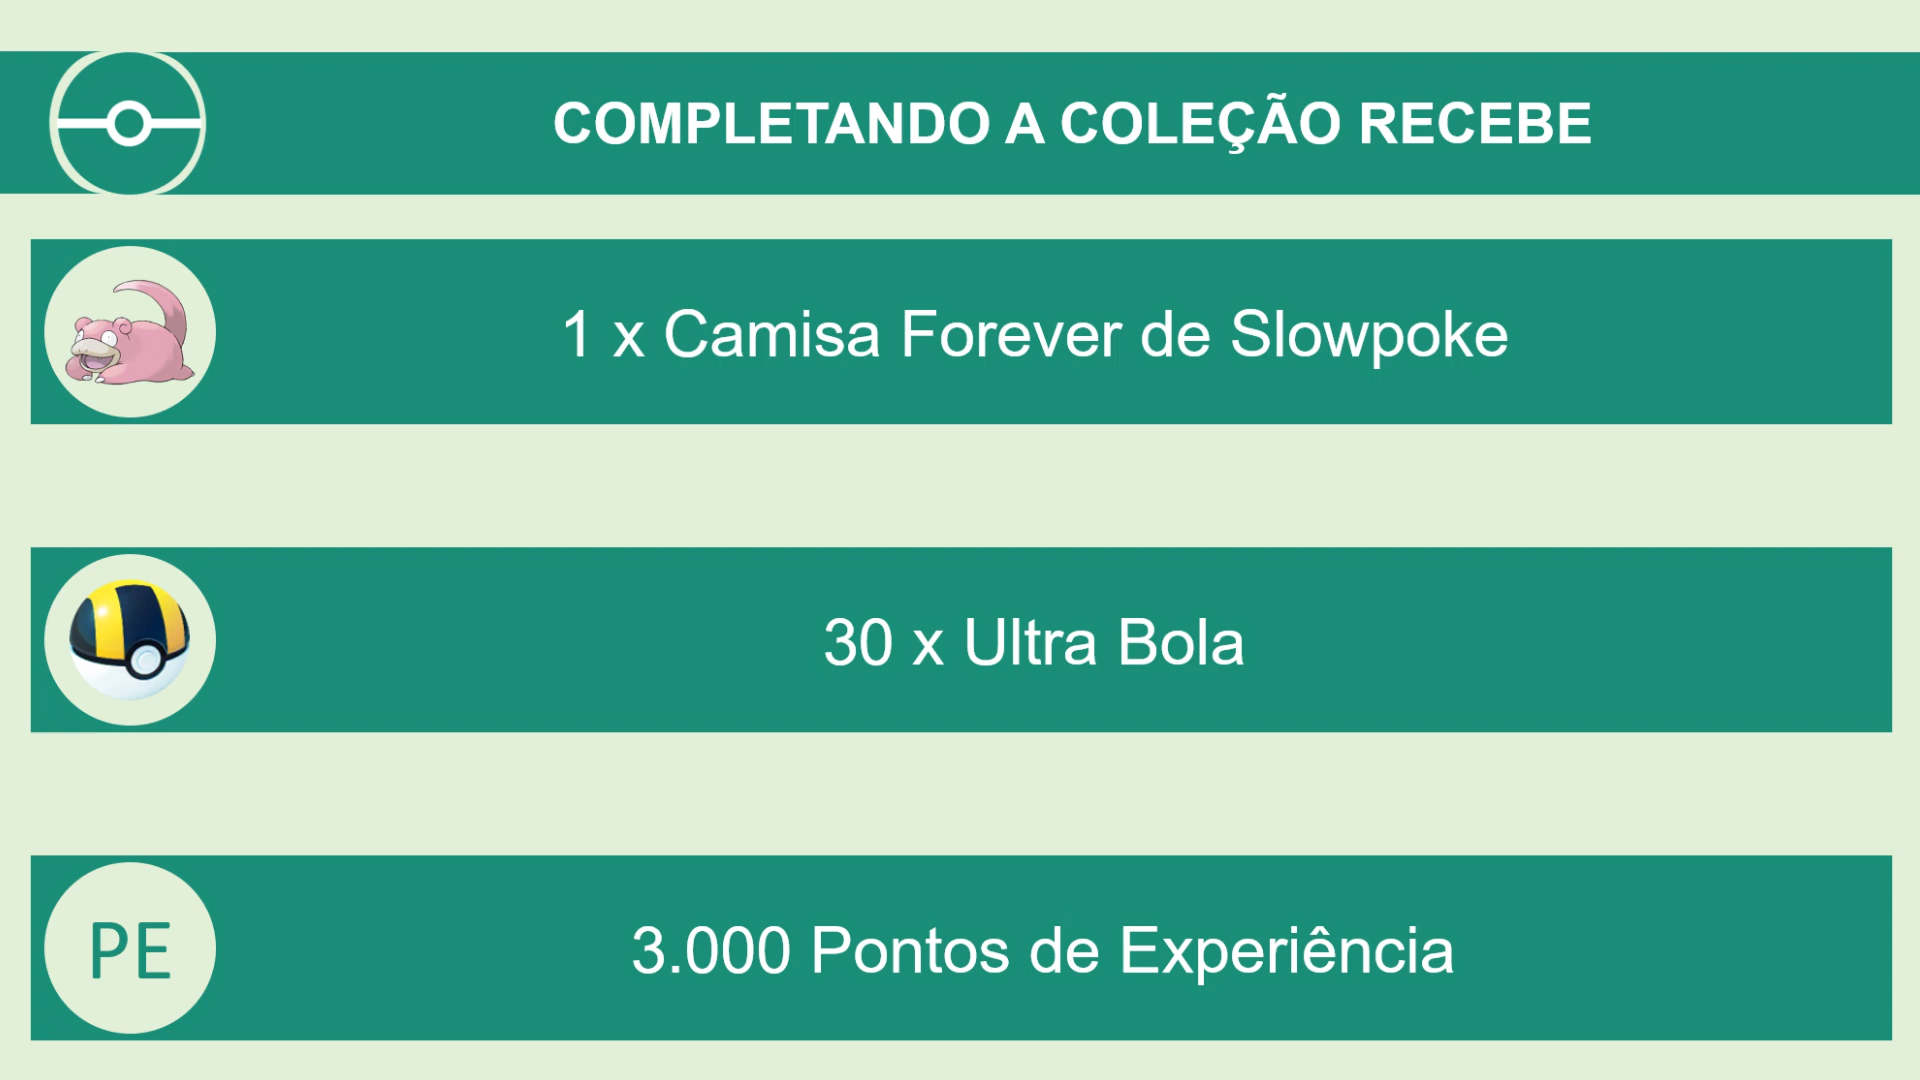 COMPLETANDO A COLEÇÃO RECEBE
1 x Camisa Forever de Slowpoke
30 x Ultra Bola
PE
3.000 Pontos de Experiência